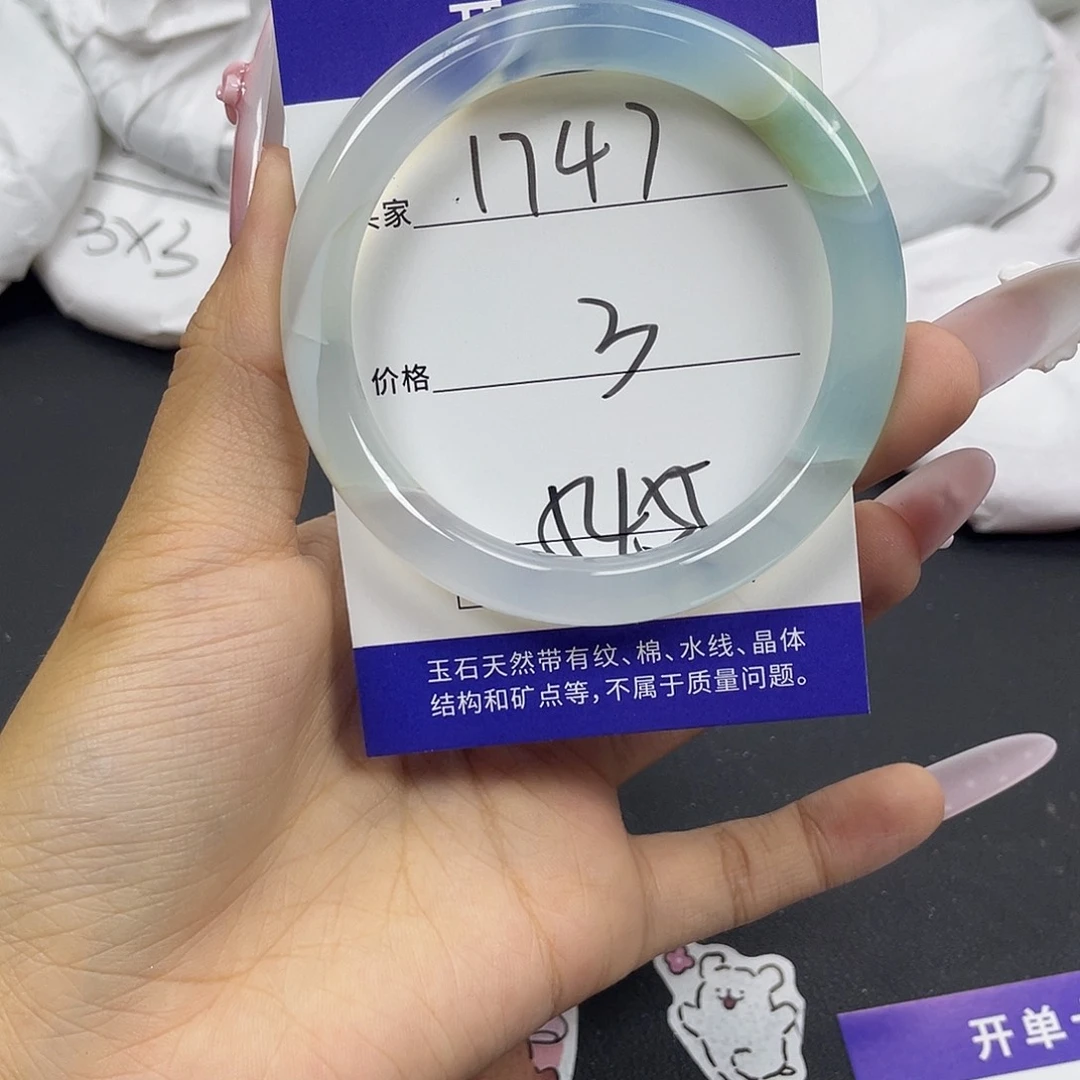 1747
买家
3
价格
玉石天然带有纹、棉、水线、晶体
结构和矿点等,不属于质量问题。
3×3
开单